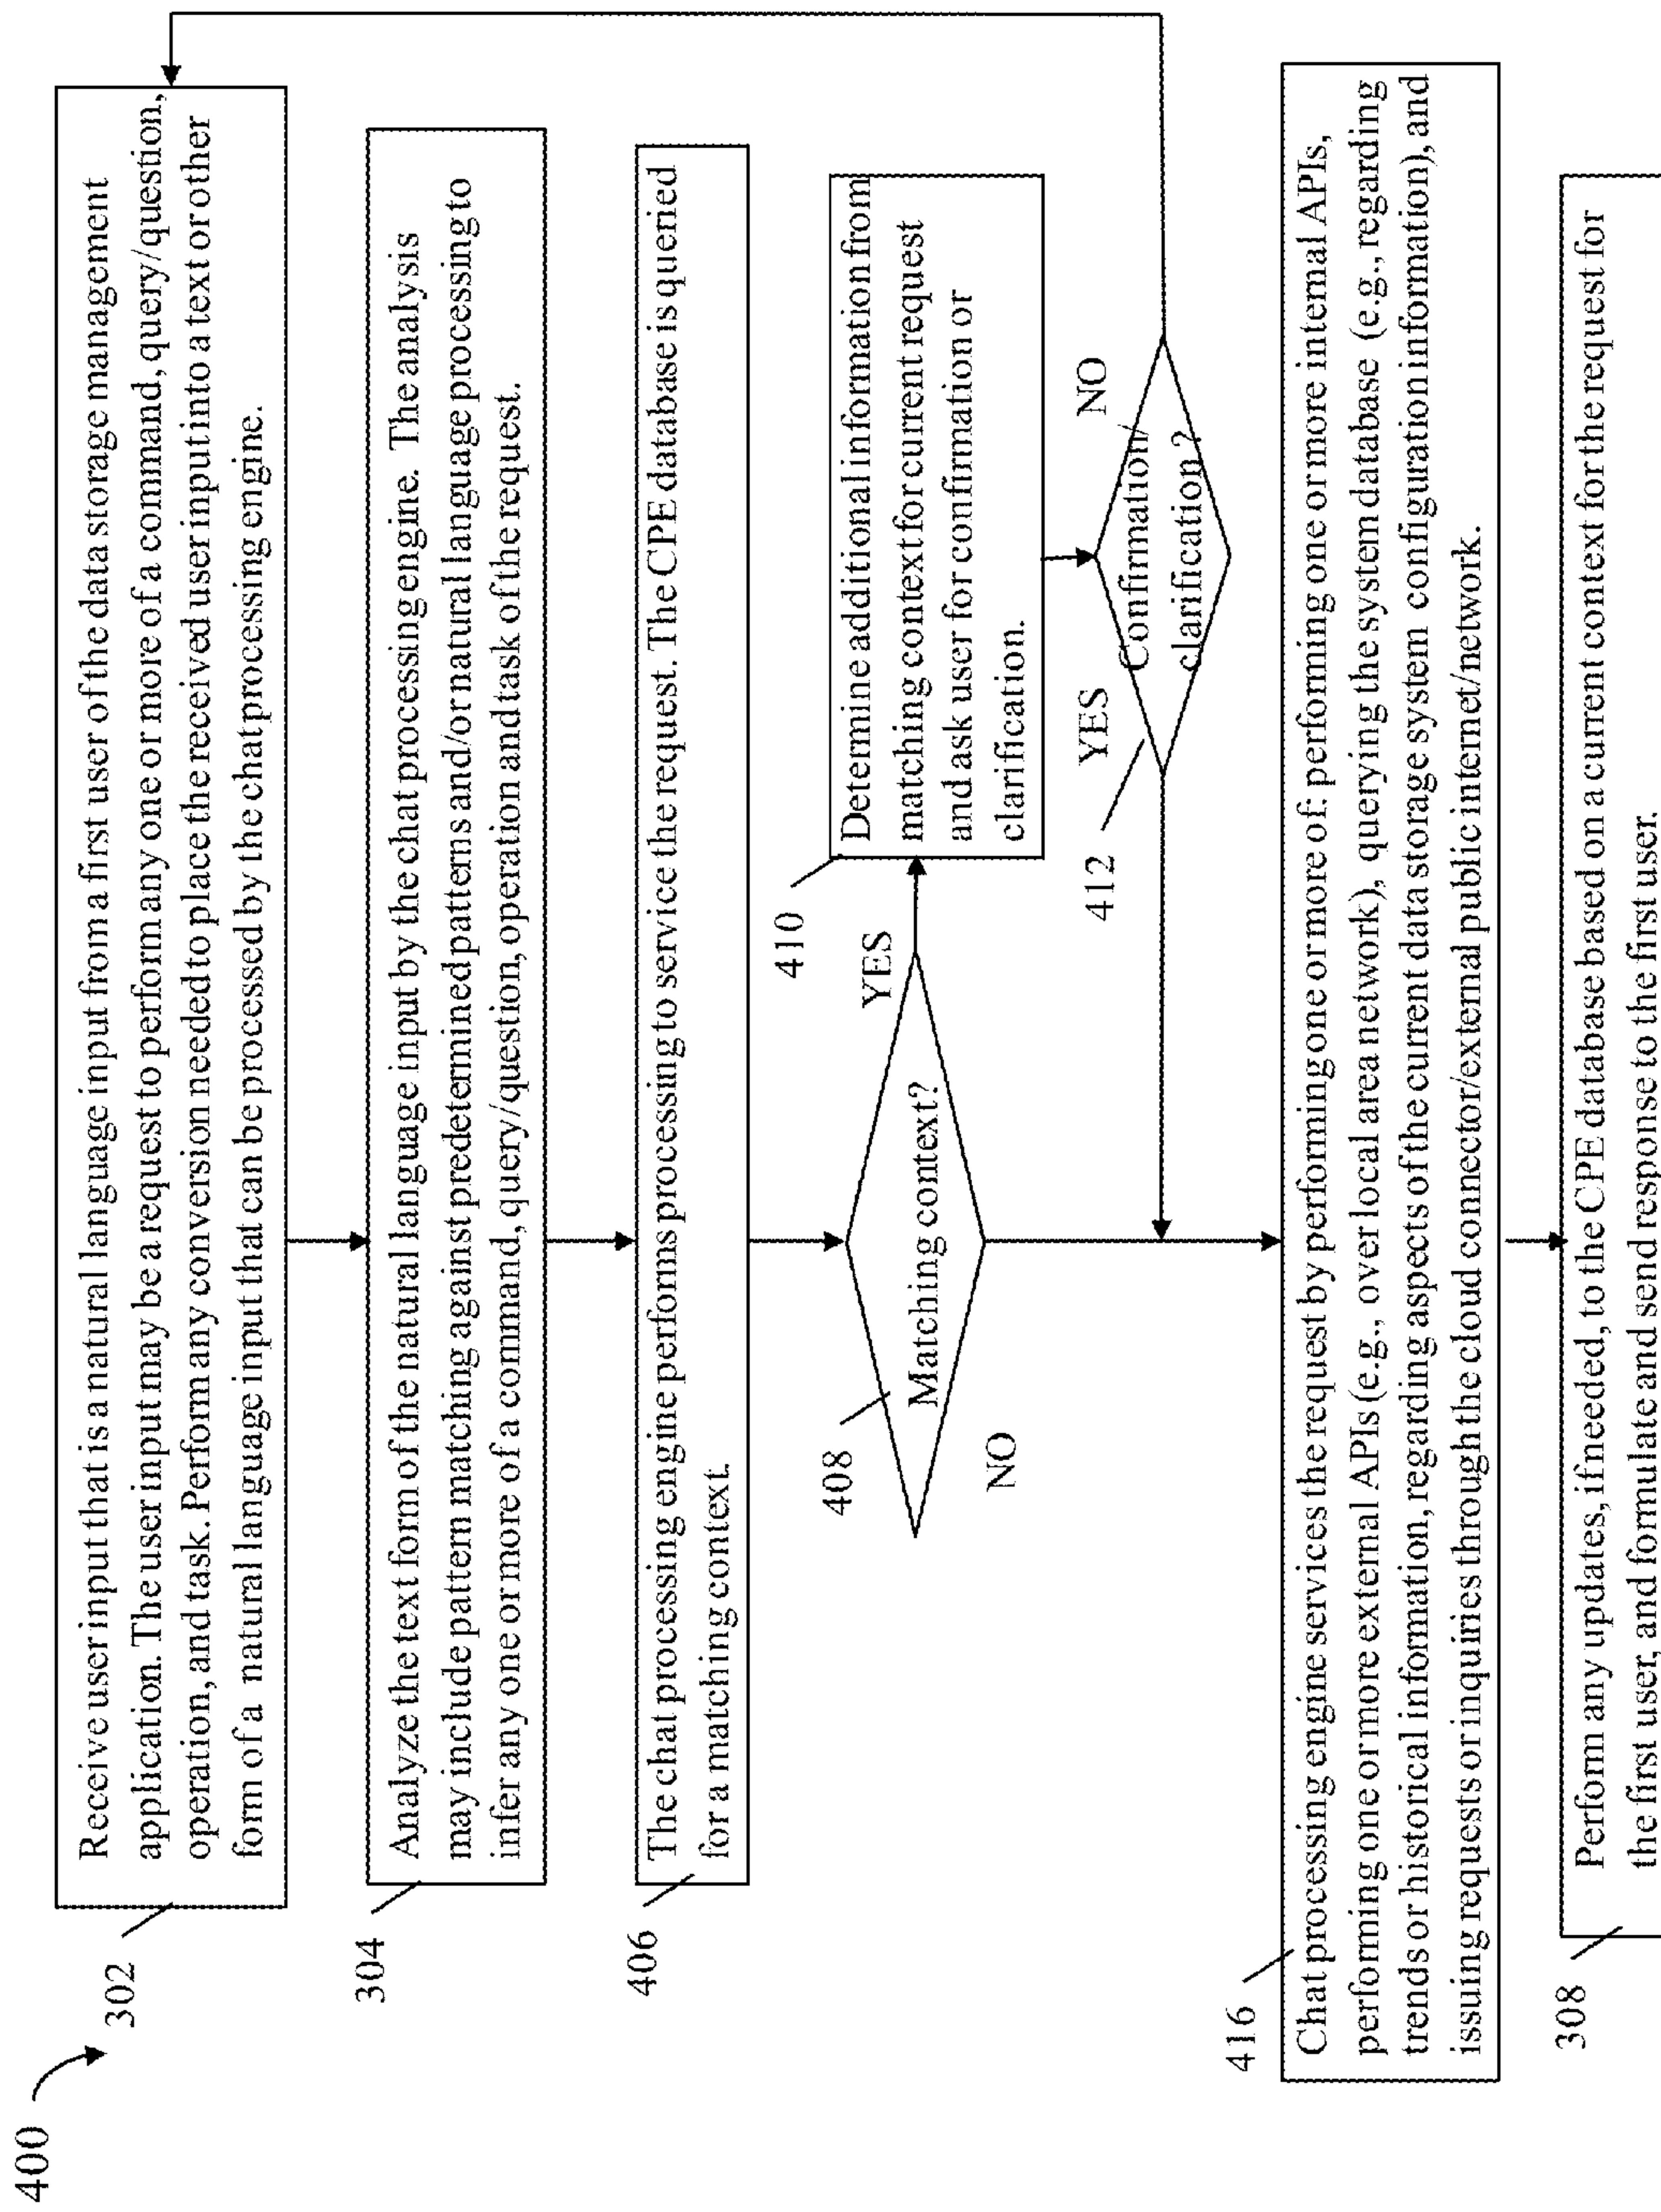 400
302
Receive user input that is a natural language input from a first user of the data storage management
application. The user input may be a request to perform any one or more of a command, query/question,
operation, and task. Perform any conversion needed to place the received user input into a text or other
form of a natural language input that can be processed by the chat processing engine.
304
Analyze the text form of the natural language input by the chat processing engine. The analysis
may include pattern matching against predetermined patterns and/or natural language processing to
infer any one or more of a command, query/question, operation and task of the request.
406
The chat processing engine performs processing to service the request. The CPE database is queried
for a matching context.
408
Matching context?
YES
NO
410
Determine additional information from
matching context for current request
and ask user for confirmation or
clarification.
412
Confirmation/
clarification?
YES
NO
416
Chat processing engine services the request by performing one or more of: performing one or more internal APIs,
performing one or more external APIs (e.g., over local area network), querying the system database (e.g., regarding
trends or historical information, regarding aspects of the current data storage system configuration information), and
issuing requests or inquiries through the cloud connector/external public internet/network.
308
Perform any updates, if needed, to the CPE database based on a current context for the request for
the first user, and formulate and send response to the first user.